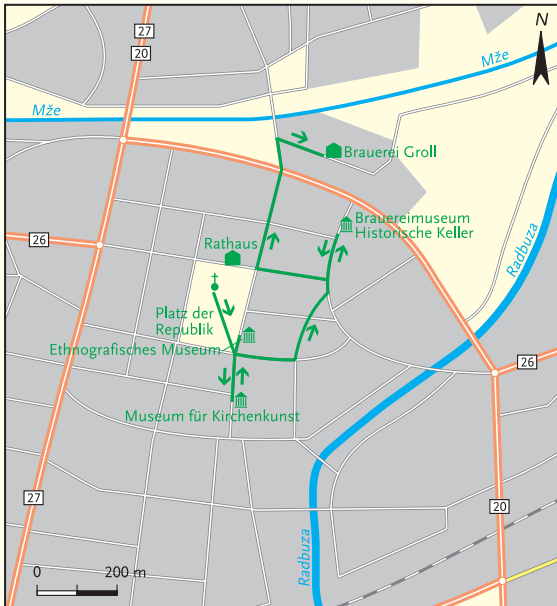 27
20
N
Mže
Mže
Brauerei Groll
Brauereimuseum
Historische Keller
Radbuza
26
Rathaus
Platz der
Republik
Ethnografisches Museum
26
Museum für Kirchenkunst
27
20
Radbuza
0 200 m